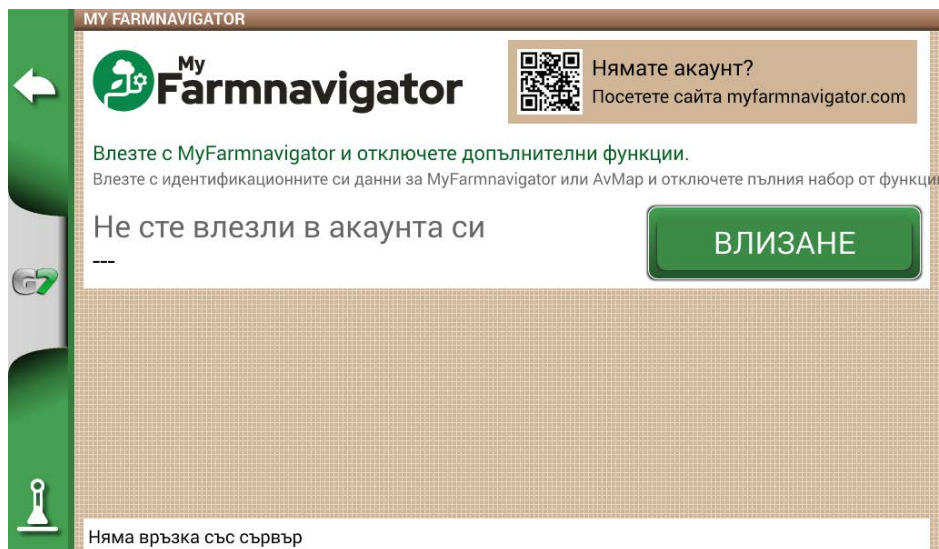 MY FARMNAVIGATOR
My
Farmnavigator
Нямате акаунт?
Посетете сайта myfarmnavigator.com
Влезте с MyFarmnavigator и отключете допълнителни функции.
Влезте с идентификационните си данни за MyFarmnavigator или AvMap и отключете пълния набор от функци
Не сте влезли в акаунта си
---
ВЛИЗАНЕ
G7
Няма връзка със сървър